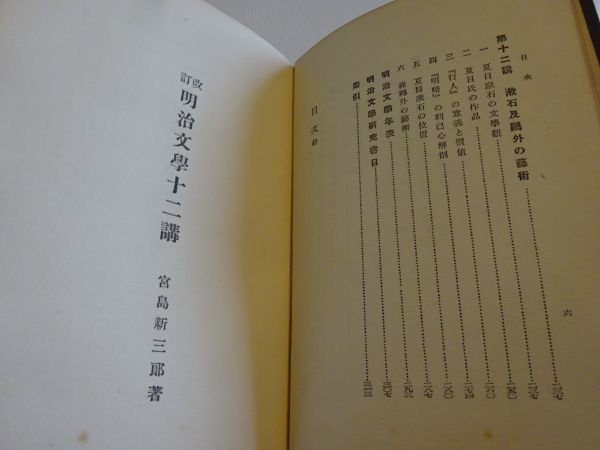 目次
六
第十二講 漱石及鷗外の藝術
一 夏目漱石の文學觀
二 夏目氏の作品
三 『行人』の意義と價値
四 『明暗』の利己心解剖
五 夏目漱石の位置
六 森鷗外の藝術
明治文學年表
明治文學研究書目
索引
目次終
改訂 明治文學十二講
宮島新三郎著